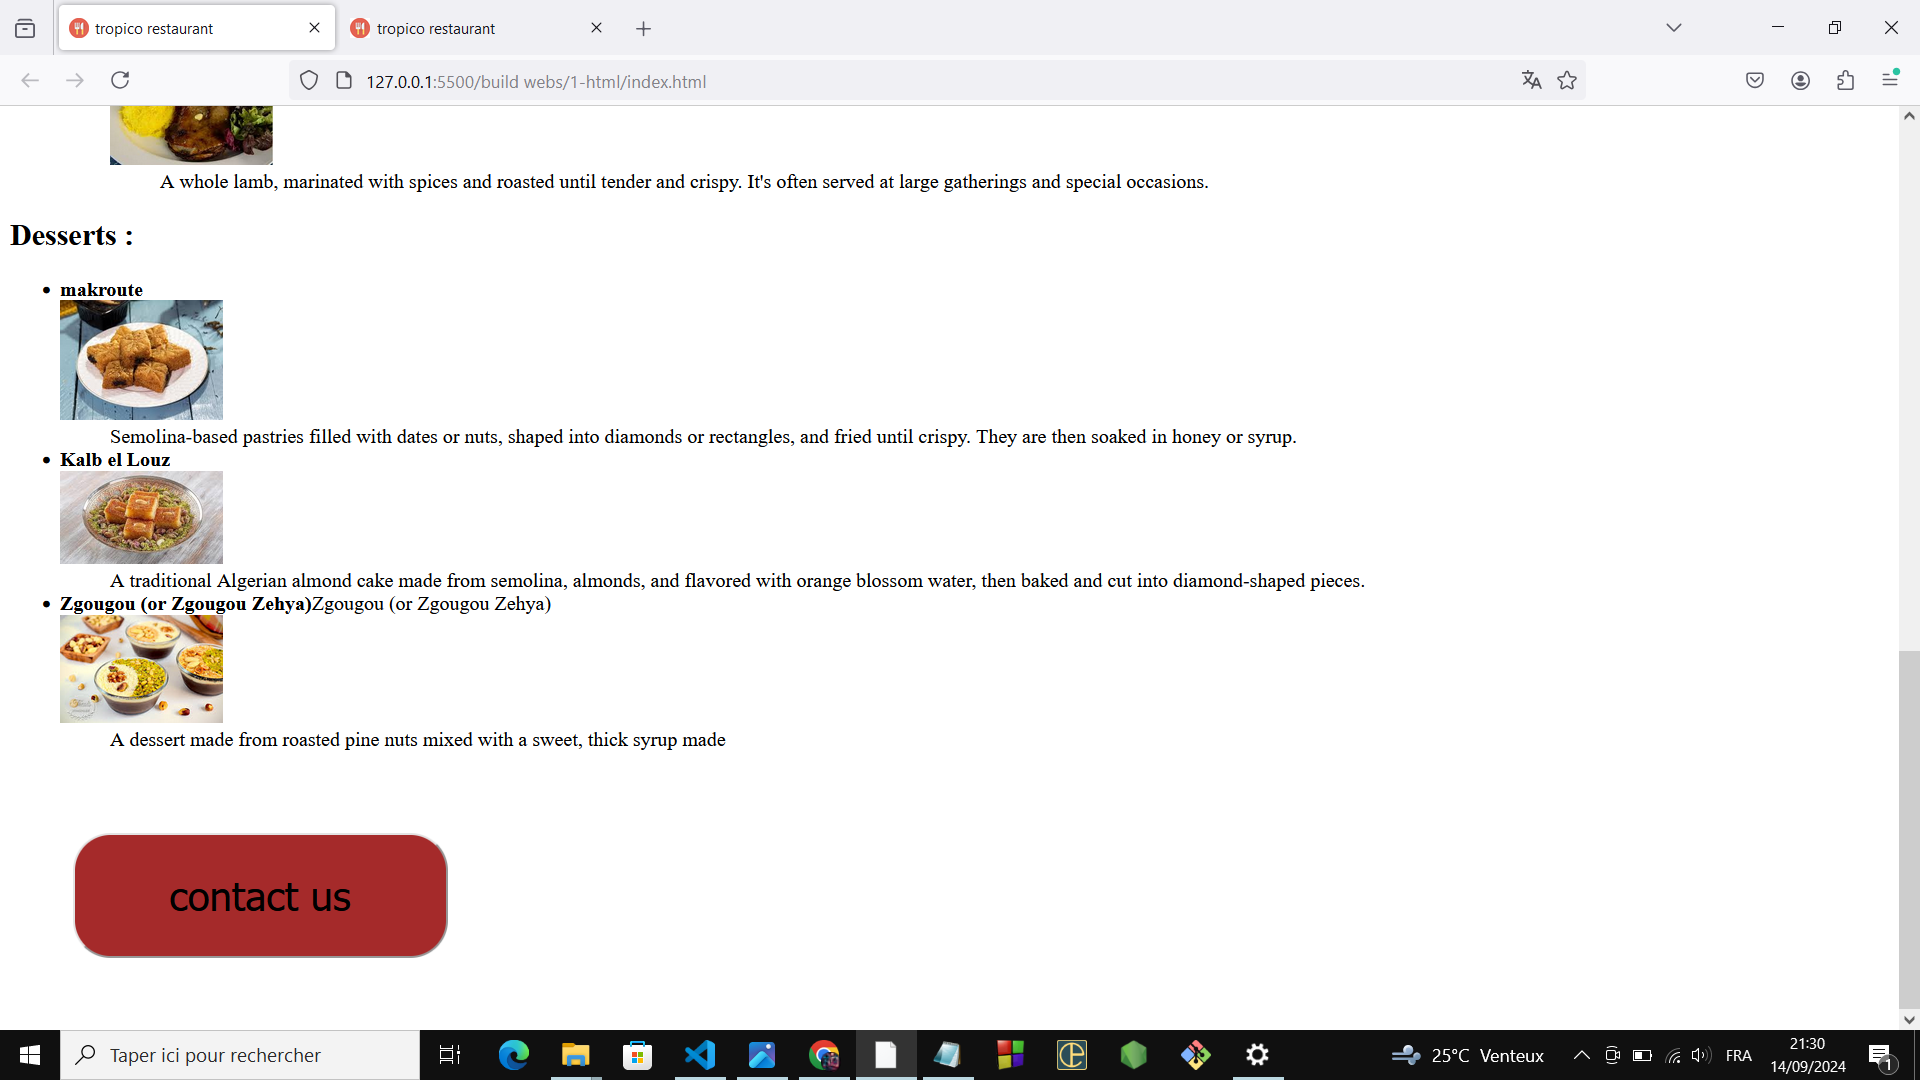 tropico restaurant
tropico restaurant
127.0.0.1:5500/build webs/1-html/index.html
A whole lamb, marinated with spices and roasted until tender and crispy. It's often served at large gatherings and special occasions.
Desserts :
makroute
Semolina-based pastries filled with dates or nuts, shaped into diamonds or rectangles, and fried until crispy. They are then soaked in honey or syrup.
Kalb el Louz
A traditional Algerian almond cake made from semolina, almonds, and flavored with orange blossom water, then baked and cut into diamond-shaped pieces.
Zgougou (or Zgougou Zehya)Zgougou (or Zgougou Zehya)
A dessert made from roasted pine nuts mixed with a sweet, thick syrup made
contact us
Taper ici pour rechercher
25°C Venteux
FRA
21:30
14/09/2024
1